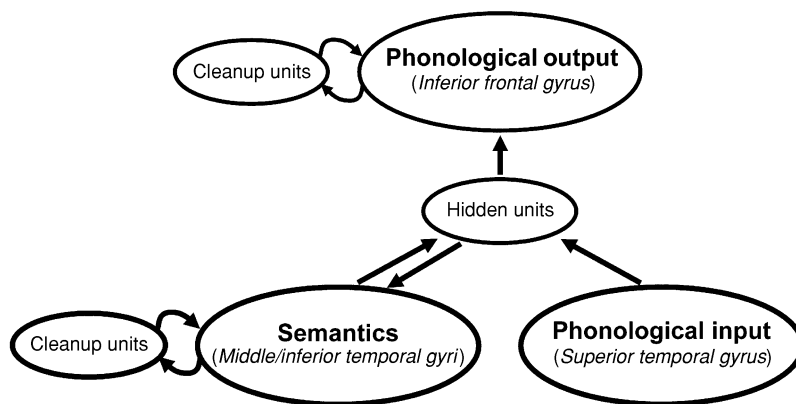 Cleanup units
Phonological output
(Inferior frontal gyrus)
Hidden units
Cleanup units
Semantics
(Middle/inferior temporal gyri)
Phonological input
(Superior temporal gyrus)